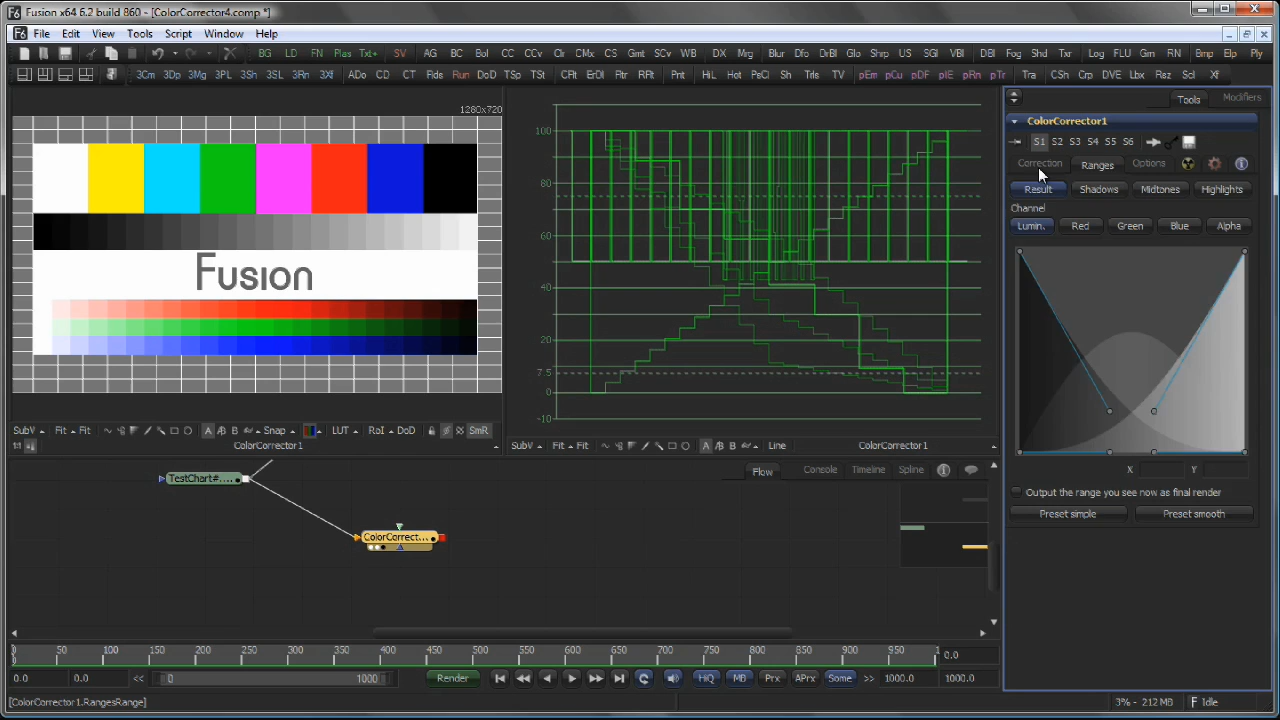 Fusion x64 6.2 build 860 - [ColorCorrector4.comp *]
File Edit View Tools Script Window Help
BG LD FN Plas Txt+ SV AG BC Bol CC CCv Clr CMx CS Gmt SCv WB DX Mrg Blur Dfo DrBl Glo Shrp US SGl VBl DBl Fog Shd Txr Log FLU Gm RN Bmp Elp Ply
3Cm 3Dp 3Mg 3PL 3Sh 3SL 3Rn 3Xf ADo CD CT Flds Run DoD TSp TSt CFlt ErDl Fltr RFlt Pnt HiL Hot PsCl Sh Trls TV pEm pCu pDF pIE pRn pTr Tra CSh Crp DVE Lbx Rsz Scl Xf
1280x720
Fusion
100
80
60
40
20
7.5
0
-10
SubV Fit Fit A B Snap LUT RoI DoD SmR
ColorCorrector1
SubV Fit Fit A B Line ColorCorrector1
Tools Modifiers
ColorCorrector1
S1 S2 S3 S4 S5 S6
Correction Ranges Options
Result Shadows Midtones Highlights
Channel
Lumin. Red Green Blue Alpha
X Y
Output the range you see now as final render
Preset simple Preset smooth
Flow Console Timeline Spline
TestChart#....
ColorCorrect...
0 50 100 150 200 250 300 350 400 450 500 550 600 650 700 750 800 850 900 950 1 0.0
0.0 0.0 << 0 1000 Render HiQ MB Prx APrx Some >> 1000.0 1000.0
[ColorCorrector1.RangesRange]
3% - 212 MB Idle